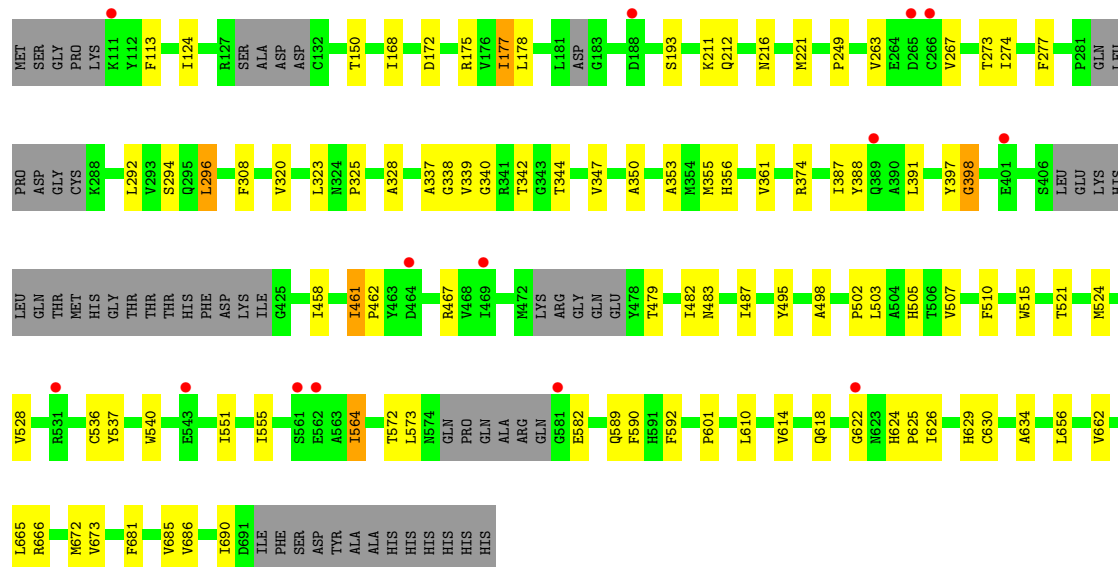 MET SER GLY PRO LYS K111 Y112 F113 I124 R127 SER ALA ASP ASP C132 T150 I168 D172 R175 V176 I177 L178 L181 ASP G183 D188 S193 K211 Q212 N216 M221 P249 V263 E264 D265 C266 V267 T273 I274 F277 P281 GLN LEU
PRO ASP GLY CYS K288 L292 V293 S294 Q295 L296 F308 V320 L323 N324 P325 A328 A337 G338 V339 G340 R341 T342 G343 T344 V347 A350 A353 M354 M355 H356 V361 R374 I387 Y388 Q389 A390 L391 Y397 G398 E401 S406 LEU GLU LYS HIS
LEU GLN THR MET HIS GLY THR THR THR HIS PHE ASP LYS ILE G425 I458 I461 P462 Y463 D464 R467 V468 I469 M472 LYS ARG GLY GLN GLU Y478 T479 I482 N483 I487 Y495 A498 P502 L503 A504 H505 T506 V507 F510 W515 T521 M524
V528 R531 C536 Y537 W540 E543 I551 I555 S561 E562 A563 I564 T572 L573 N574 GLN PRO GLN ALA ARG GLN G581 E582 Q589 F590 H591 F592 P601 L610 V614 Q618 G622 N623 H624 P625 I626 H629 C630 A634 L656 V662
L665 R666 M672 V673 F681 V685 V686 I690 D691 ILE PHE SER ASP TYR ALA ALA HIS HIS HIS HIS HIS HIS